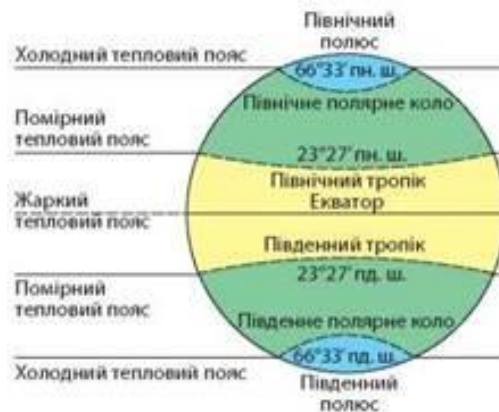 Північний
полюс
Холодний тепловий пояс
66°33′ пн. ш.
Північне полярне коло
Помірний
тепловий пояс
23°27′ пн. ш.
Північний тропік
Екватор
Жаркий
тепловий пояс
Південний тропік
23°27′ пд. ш.
Помірний
тепловий пояс
Південне полярне коло
66°33′ пд. ш.
Холодний тепловий пояс
Південний
полюс